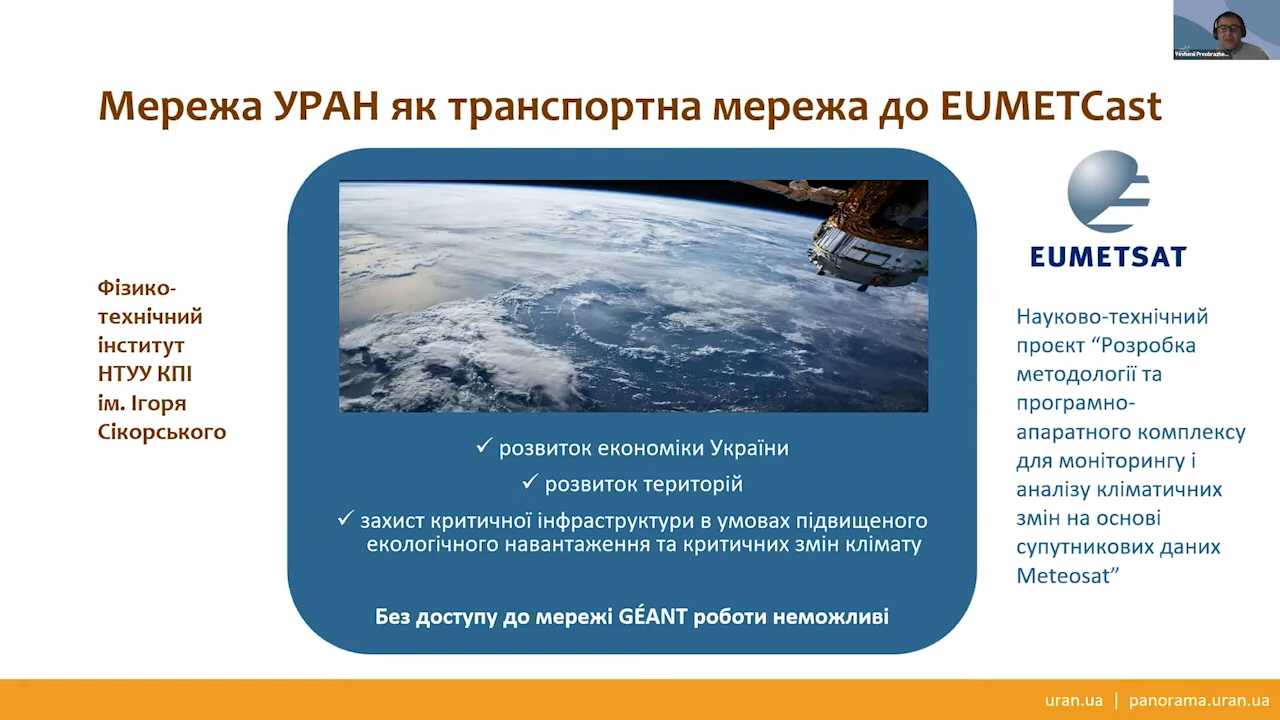 Yevhenii Preobrazhe...
Мережа УРАН як транспортна мережа до EUMETCast
Фізико-
технічний
інститут
НТУУ КПІ
ім. Ігоря
Сікорського
✓ розвиток економіки України
✓ розвиток територій
✓ захист критичної інфраструктури в умовах підвищеного
екологічного навантаження та критичних змін клімату
Без доступу до мережі GÉANT роботи неможливі
EUMETSAT
Науково-технічний
проєкт “Розробка
методології та
програмно-
апаратного комплексу
для моніторингу і
аналізу кліматичних
змін на основі
супутникових даних
Meteosat”
uran.ua | panorama.uran.ua